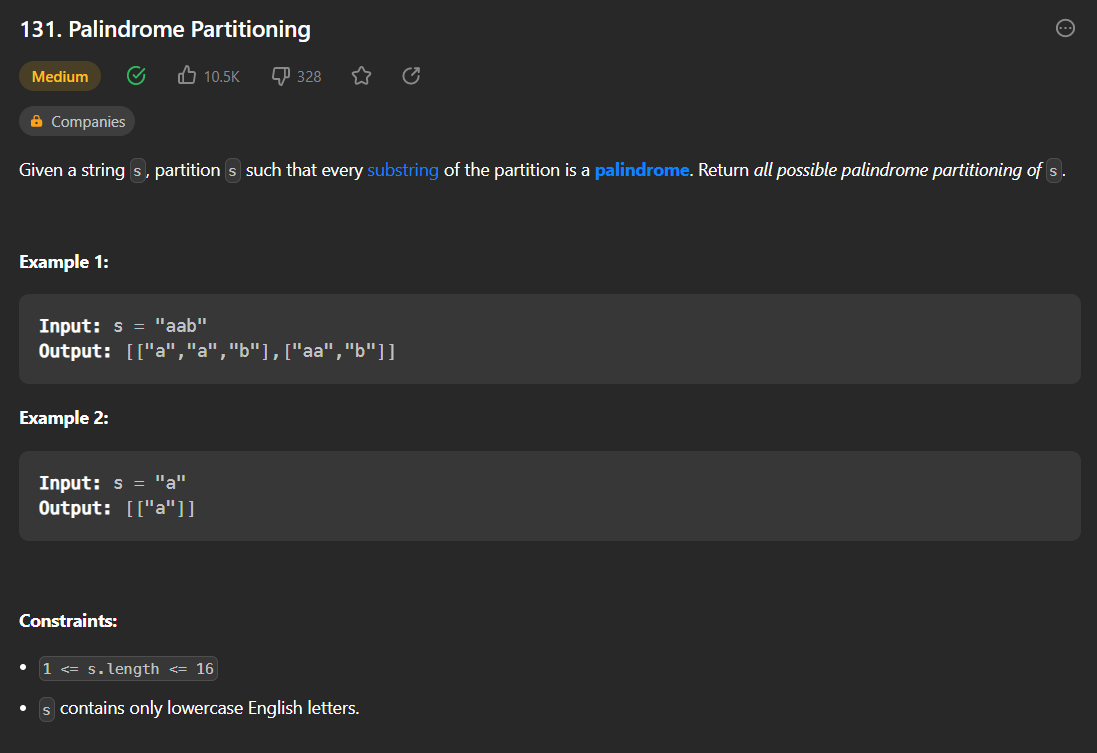 131. Palindrome Partitioning
Medium 10.5K 328
Companies
Given a string s, partition s such that every substring of the partition is a palindrome. Return all possible palindrome partitioning of s.
Example 1:
Input: s = "aab"
Output: [["a","a","b"],["aa","b"]]
Example 2:
Input: s = "a"
Output: [["a"]]
Constraints:
• 1 <= s.length <= 16
• s contains only lowercase English letters.